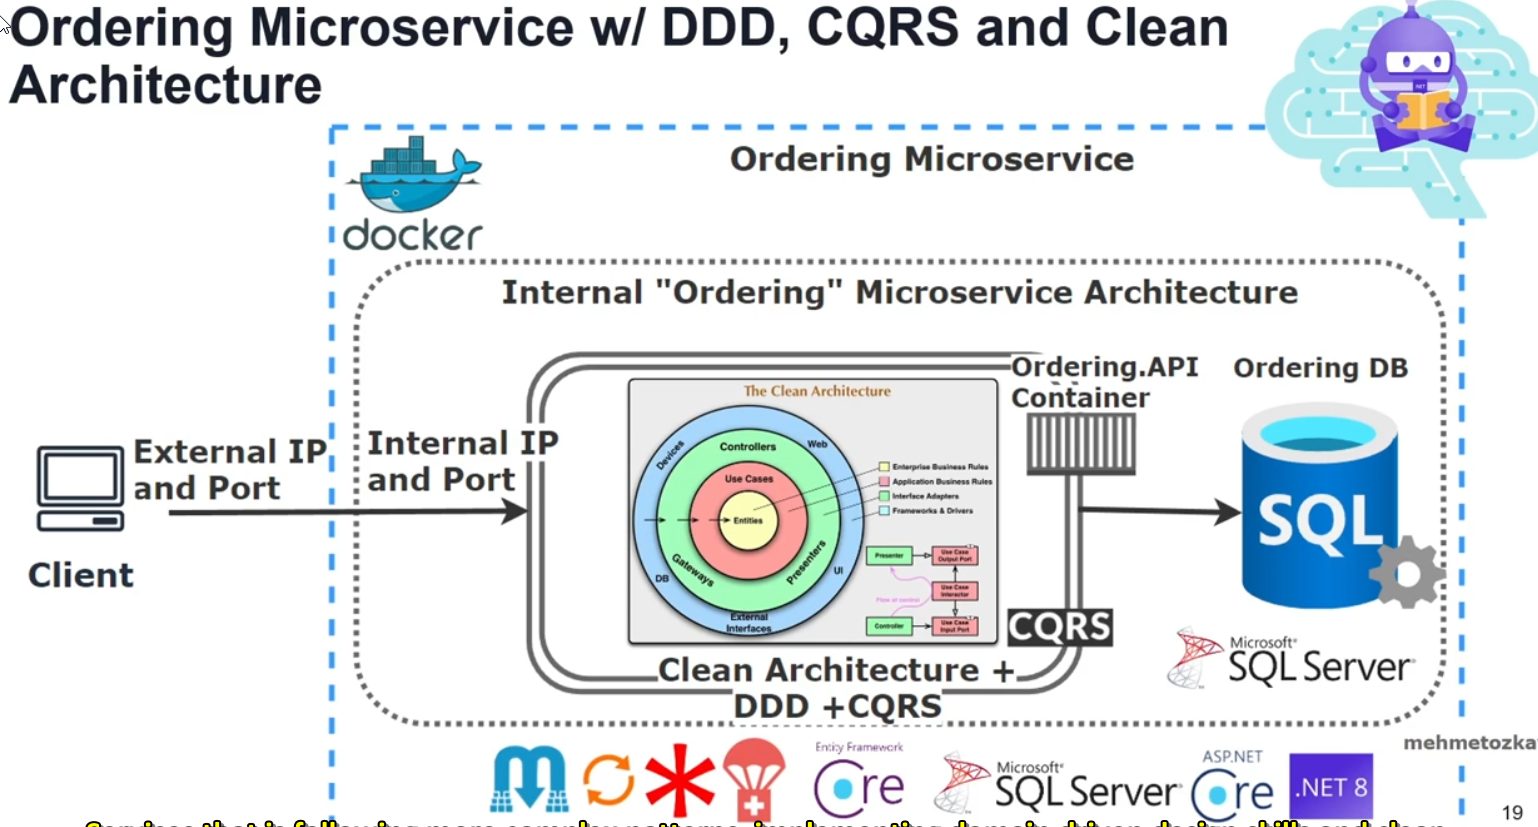 Ordering Microservice w/ DDD, CQRS and Clean
Architecture
.NET
docker
Ordering Microservice
Internal "Ordering" Microservice Architecture
Ordering.API
Container
Ordering DB
External IP
and Port
Internal IP
and Port
Client
The Clean Architecture
Devices
Controllers
Web
Use Cases
Entities
Gateways
Presenters
DB
UI
External
Interfaces
Enterprise Business Rules
Application Business Rules
Interface Adapters
Frameworks & Drivers
Presenter
Use Case
Output Port
Use Case
Interactor
Flow of control
Controller
Use Case
Input Port
SQL
CQRS
Microsoft®
SQL Server®
Clean Architecture +
DDD +CQRS
mehmetozka
Entity Framework
Core
Microsoft®
SQL Server®
ASP.NET
Core
.NET 8
19